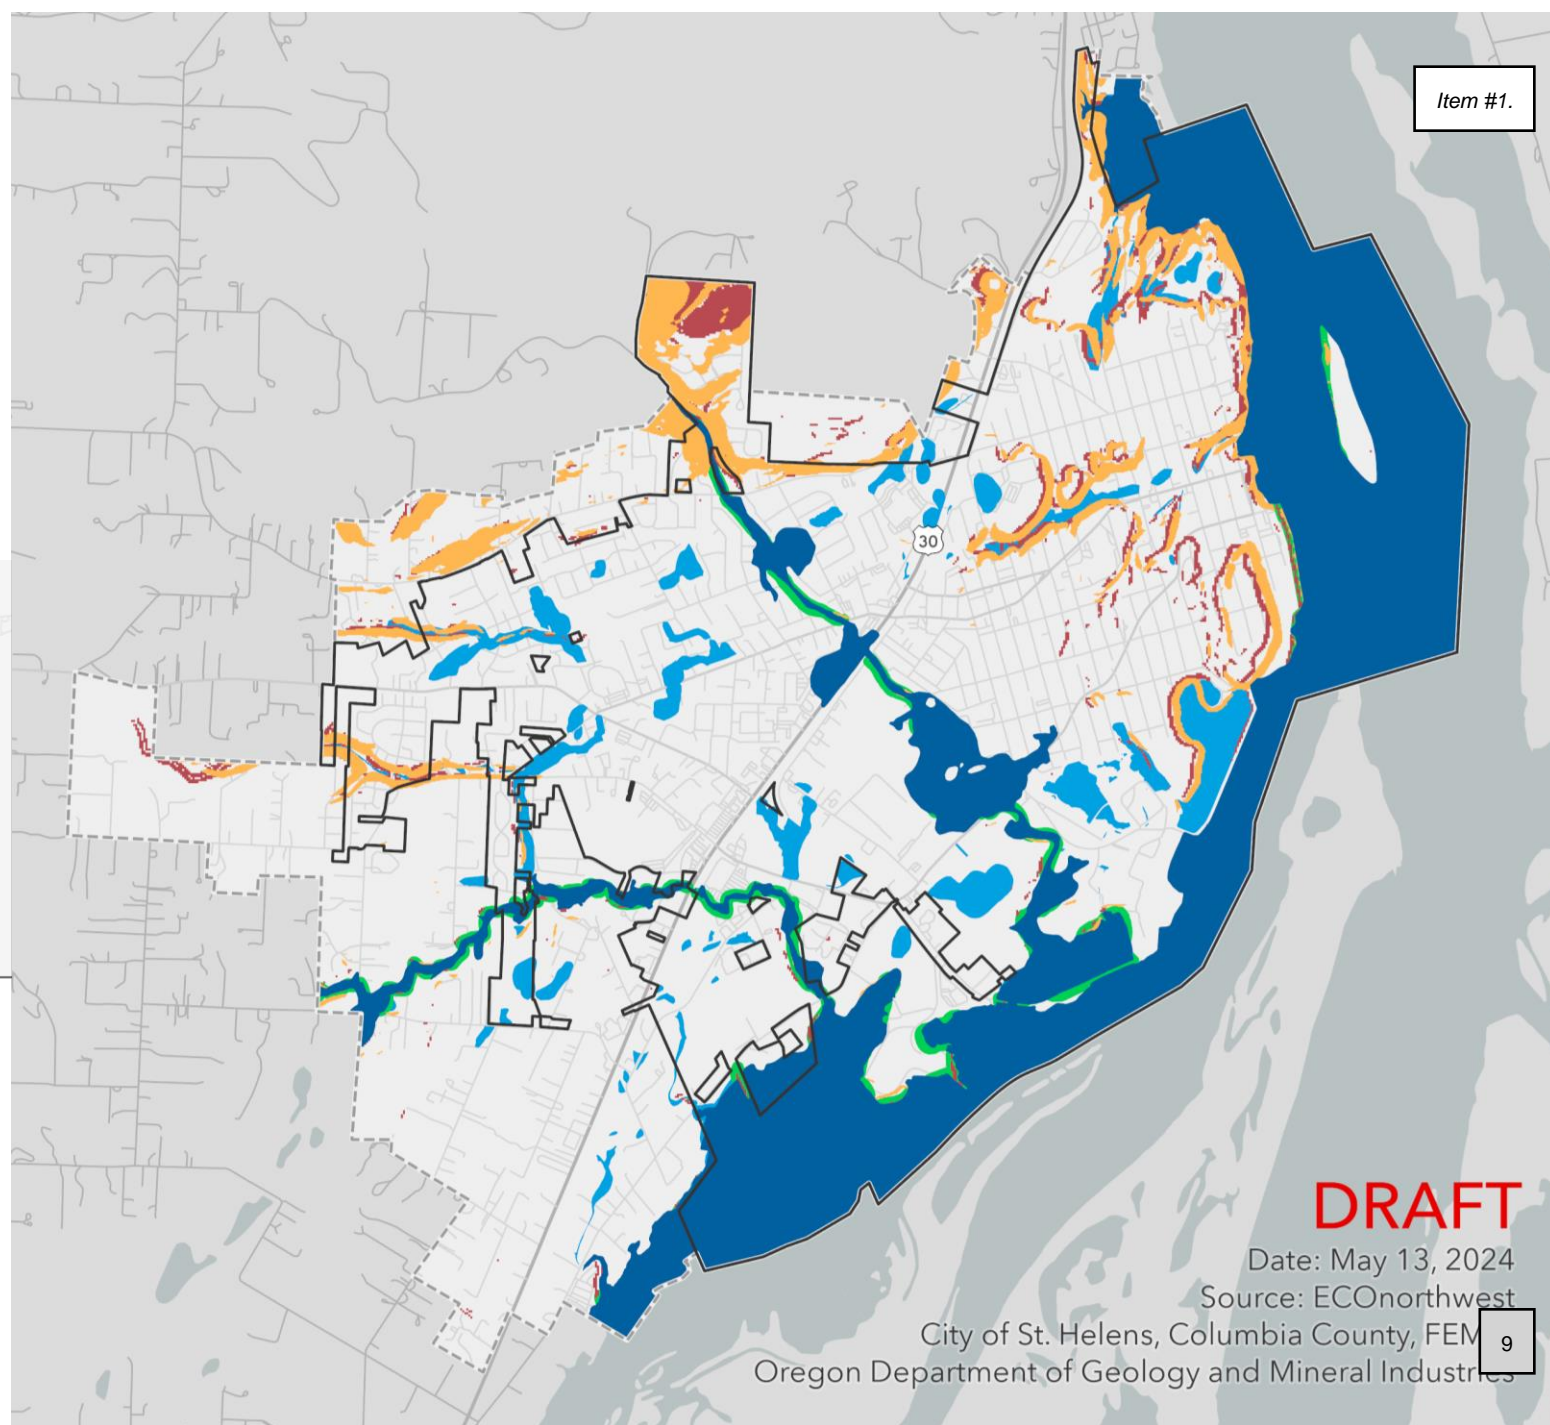 Item #1.
30
DRAFT
Date: May 13, 2024
Source: ECOnorthwest
City of St. Helens, Columbia County, FEM
9
Oregon Department of Geology and Mineral Industries